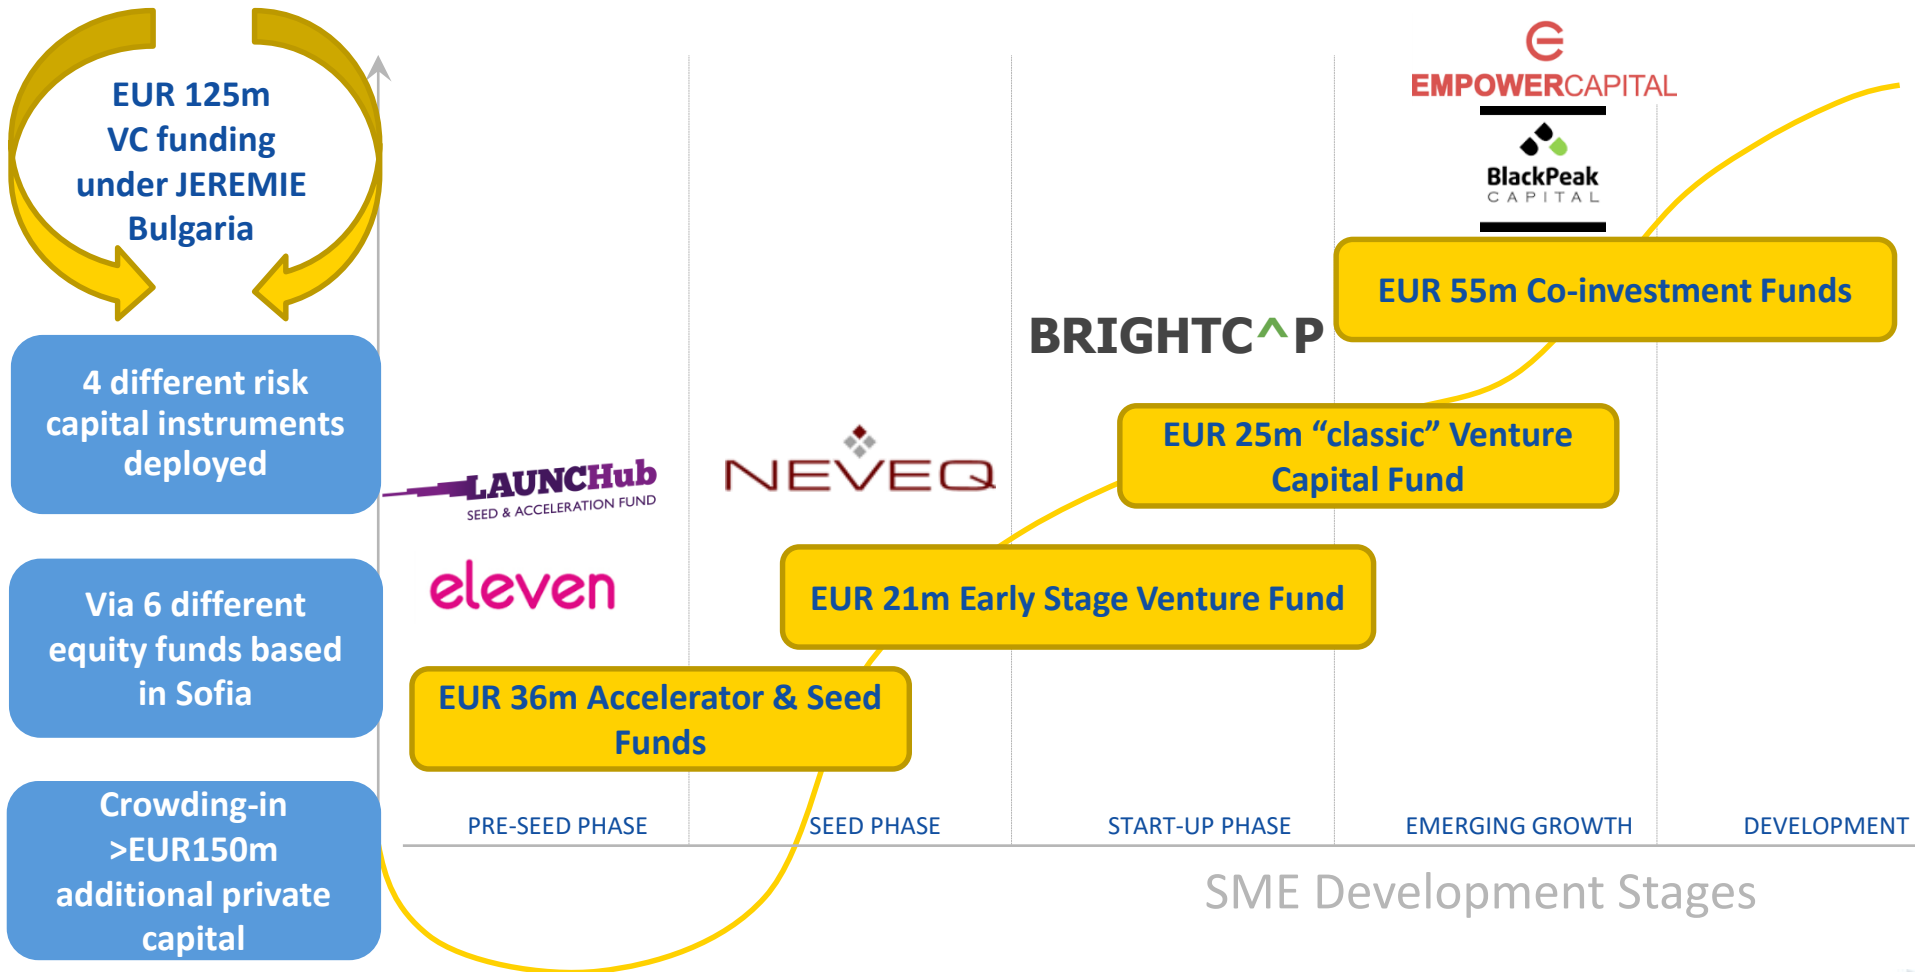 EUR 125m
VC funding
under JEREMIE
Bulgaria
4 different risk
capital instruments
deployed
Via 6 different
equity funds based
in Sofia
Crowding-in
>EUR150m
additional private
capital
LAUNCHub
SEED & ACCELERATION FUND
eleven
EUR 36m Accelerator & Seed
Funds
NEVEQ
EUR 21m Early Stage Venture Fund
BRIGHTC^P
EUR 25m “classic” Venture
Capital Fund
EMPOWERCAPITAL
BlackPeak
CAPITAL
EUR 55m Co-investment Funds
PRE-SEED PHASE
SEED PHASE
START-UP PHASE
EMERGING GROWTH
DEVELOPMENT
SME Development Stages